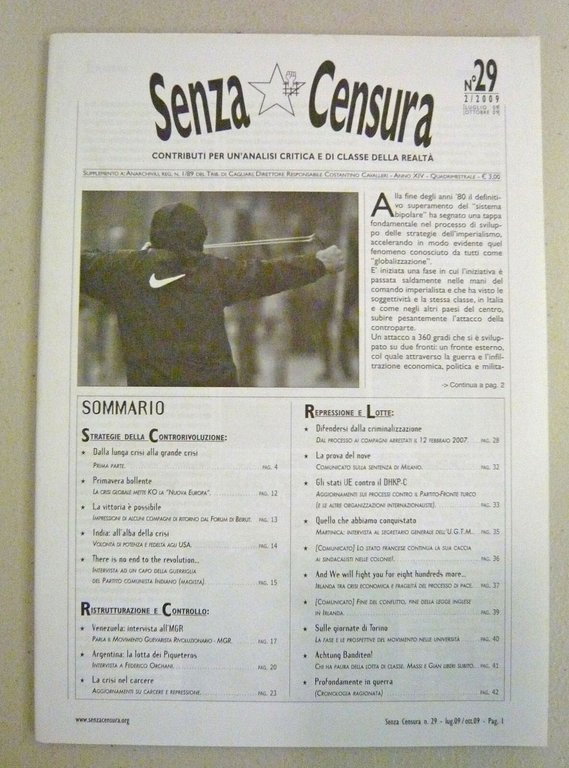 Senza Censura
N°29
2/2009
LUGLIO 09
OTTOBRE 09
CONTRIBUTI PER UN'ANALISI CRITICA E DI CLASSE DELLA REALTÀ
SUPPLEMENTO A: ANARCHIVIU, REG. N. 1/89 DEL TRIB. DI CAGLIARI, DIRETTORE RESPONSABILE COSTANTINO CAVALLERI - ANNO XIV - QUADRIMESTRALE - € 3,00
Alla fine degli anni '80 il definiti-
vo superamento del "sistema
bipolare" ha segnato una tappa
fondamentale nel processo di svilup-
po delle strategie dell'imperialismo,
accelerando in modo evidente quel
fenomeno conosciuto da tutti come
"globalizzazione".
E' iniziata una fase in cui l'iniziativa è
passata saldamente nelle mani del
comando imperialista e che ha visto le
soggettività e la stessa classe, in Italia
e come negli altri paesi del centro,
subire pesantemente l'attacco della
controparte.
Un attacco a 360 gradi che si è svilup-
pato su due fronti: un fronte esterno,
col quale attraverso la guerra e l'infil-
trazione economica, politica e milita-
-> Continua a pag. 2
SOMMARIO
STRATEGIE DELLA CONTRORIVOLUZIONE:
★ Dalla lunga crisi alla grande crisi
PRIMA PARTE. PAG. 4
★ Primavera bollente
LA CRISI GLOBALE METTE KO LA "NUOVA EUROPA". PAG. 12
★ La vittoria è possibile
IMPRESSIONI DI ALCUNE COMPAGNE DI RITORNO DAL FORUM DI BEIRUT. PAG. 13
★ India: all'alba della crisi
VOLONTÀ DI POTENZA E FEDELTÀ AGLI USA. PAG. 14
★ There is no end to the revolution...
INTERVISTA AD UN CAPO DELLA GUERRIGLIA
DEL PARTITO COMUNISTA INDIANO (MAOISTA). PAG. 15
RISTRUTTURAZIONE E CONTROLLO:
★ Venezuela: intervista all'MGR
PARLA IL MOVIMENTO GUEVARISTA RIVOLUZIONARIO - MGR. PAG. 17
★ Argentina: la lotta dei Piqueteros
INTERVISTA A FEDERICO ORCHANI. PAG. 20
★ La crisi nel carcere
AGGIORNAMENTI SU CARCERE E REPRESSIONE. PAG. 23
REPRESSIONE E LOTTE:
★ Difendersi dalla criminalizzazione
DAL PROCESSO AI COMPAGNI ARRESTATI IL 12 FEBBRAIO 2007. PAG. 28
★ La prova del nove
COMUNICATO SULLA SENTENZA DI MILANO. PAG. 32
★ Gli stati UE contro il DHKP-C
AGGIORNAMENTI SUI PROCESSI CONTRO IL PARTITO-FRONTE TURCO
(E LE ALTRE ORGANIZZAZIONI INTERNAZIONALISTE). PAG. 33
★ Quello che abbiamo conquistato
MARTINICA: INTERVISTA AL SEGRETARIO GENERALE DELL'U.G.T.M. PAG. 35
★ [COMUNICATO] LO STATO FRANCESE CONTINUA LA SUA CACCIA
AI SINDACALISTI NELLE COLONIE!. PAG. 36
★ And We will fight you for eight hundreds more...
IRLANDA TRA CRISI ECONOMICA E FRAGILITÀ DEL PROCESSO DI PACE. PAG. 37
★ [COMUNICATO] FINE DEL CONFLITTO, FINE DELLA LEGGE INGLESE
IN IRLANDA. PAG. 39
★ Sulle giornate di Torino
LA FASE E LE PROSPETTIVE DEL MOVIMENTO NELLE UNIVERSITÀ PAG. 40
★ Achtung Banditen!
CHI HA PAURA DELLA LOTTA DI CLASSE. MASSI E GIAN LIBERI SUBITO. PAG. 41
★ Profondamente in guerra
(CRONOLOGIA RAGIONATA) PAG. 42
www.senzacensura.org
Senza Censura n. 29 - lug.09/ott.09 - Pag. 1